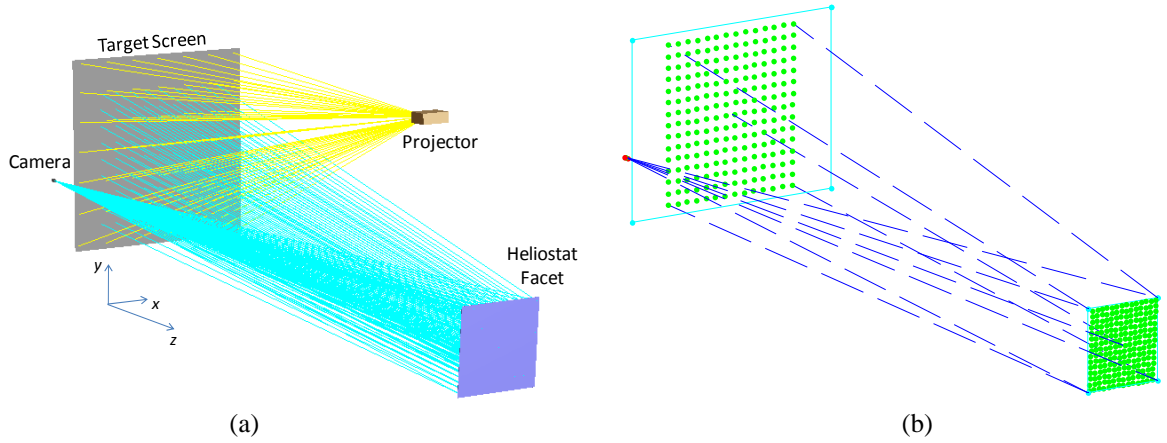 Target Screen
Projector
Camera
Heliostat
Facet
y
x
z
(a)
(b)